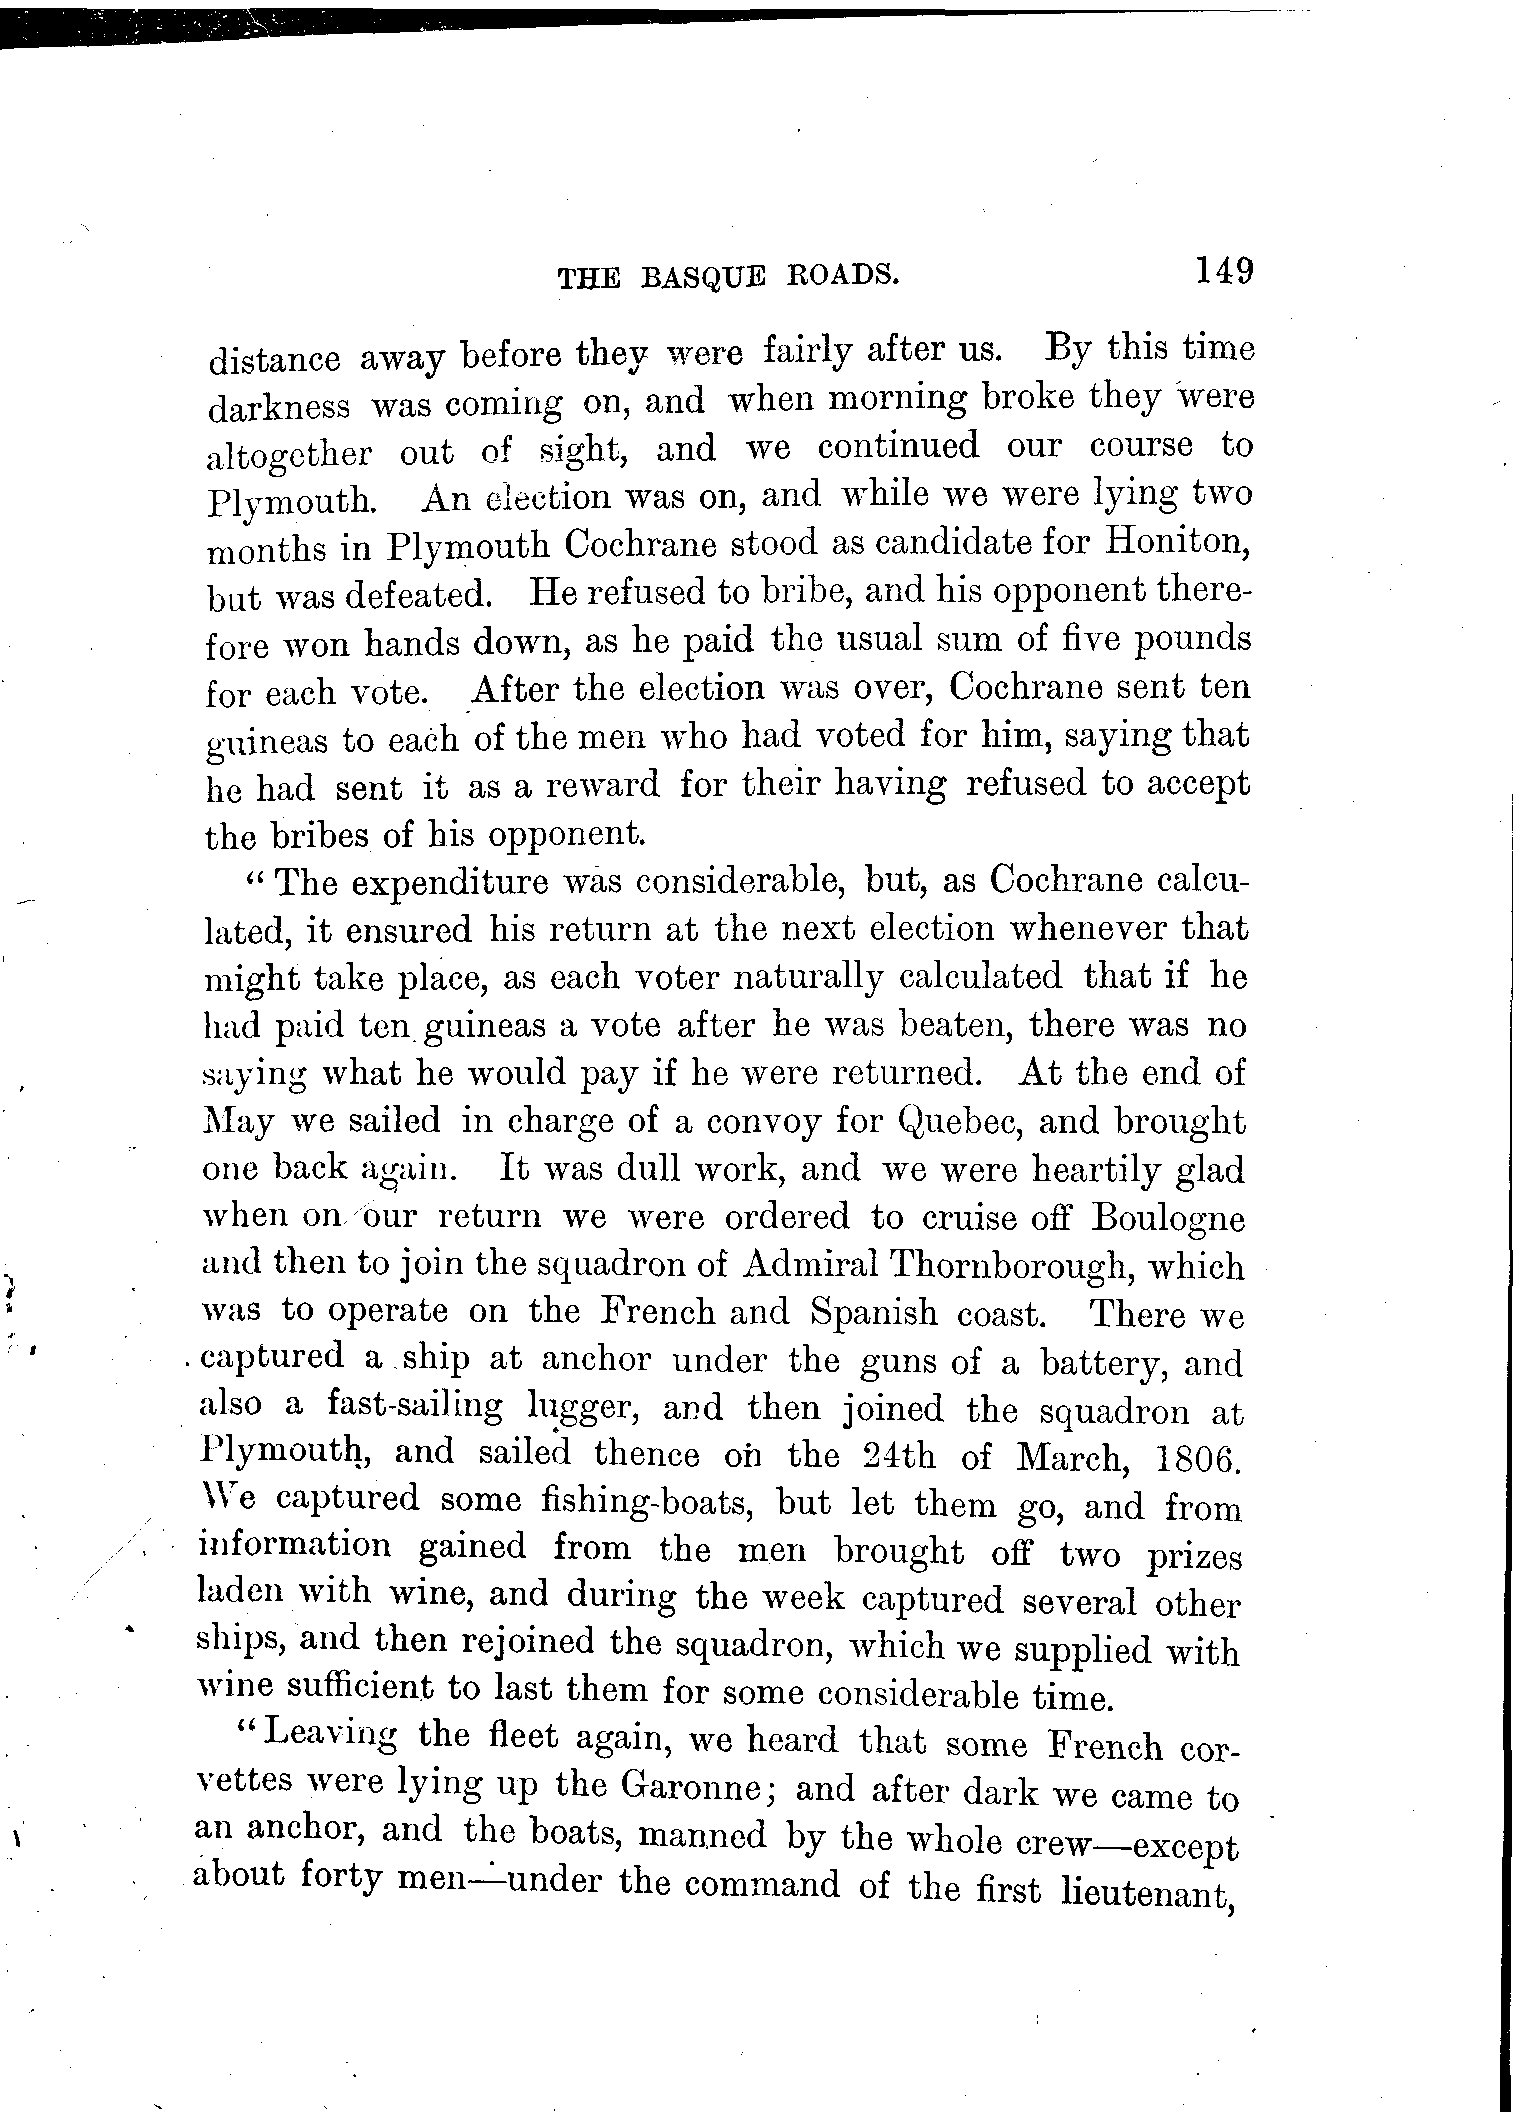 THE BASQUE ROADS. 149
distance away before they were fairly after us. By this time
darkness was coming on, and when morning broke they were
altogether out of sight, and we continued our course to
Plymouth. An election was on, and while we were lying two
months in Plymouth Cochrane stood as candidate for Honiton,
but was defeated. He refused to bribe, and his opponent there-
fore won hands down, as he paid the usual sum of five pounds
for each vote. After the election was over, Cochrane sent ten
guineas to each of the men who had voted for him, saying that
he had sent it as a reward for their having refused to accept
the bribes of his opponent.
“The expenditure was considerable, but, as Cochrane calcu-
lated, it ensured his return at the next election whenever that
might take place, as each voter naturally calculated that if he
had paid ten guineas a vote after he was beaten, there was no
saying what he would pay if he were returned. At the end of
May we sailed in charge of a convoy for Quebec, and brought
one back again. It was dull work, and we were heartily glad
when on our return we were ordered to cruise off Boulogne
and then to join the squadron of Admiral Thornborough, which
was to operate on the French and Spanish coast. There we
captured a ship at anchor under the guns of a battery, and
also a fast-sailing lugger, and then joined the squadron at
Plymouth, and sailed thence on the 24th of March, 1806.
We captured some fishing-boats, but let them go, and from
information gained from the men brought off two prizes
laden with wine, and during the week captured several other
ships, and then rejoined the squadron, which we supplied with
wine sufficient to last them for some considerable time.
“Leaving the fleet again, we heard that some French cor-
vettes were lying up the Garonne; and after dark we came to
an anchor, and the boats, manned by the whole crew—except
about forty men—under the command of the first lieutenant,